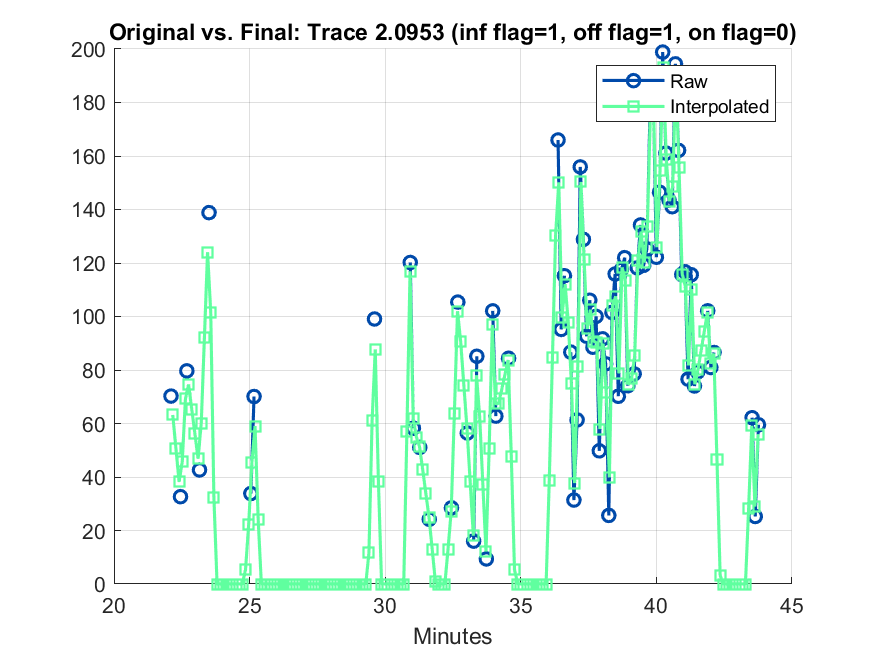 Original vs. Final: Trace 2.0953 (inf flag=1, off flag=1, on flag=0)
200
180
160
140
120
100
80
60
40
20
0
Raw
Interpolated
20 25 30 35 40 45
Minutes